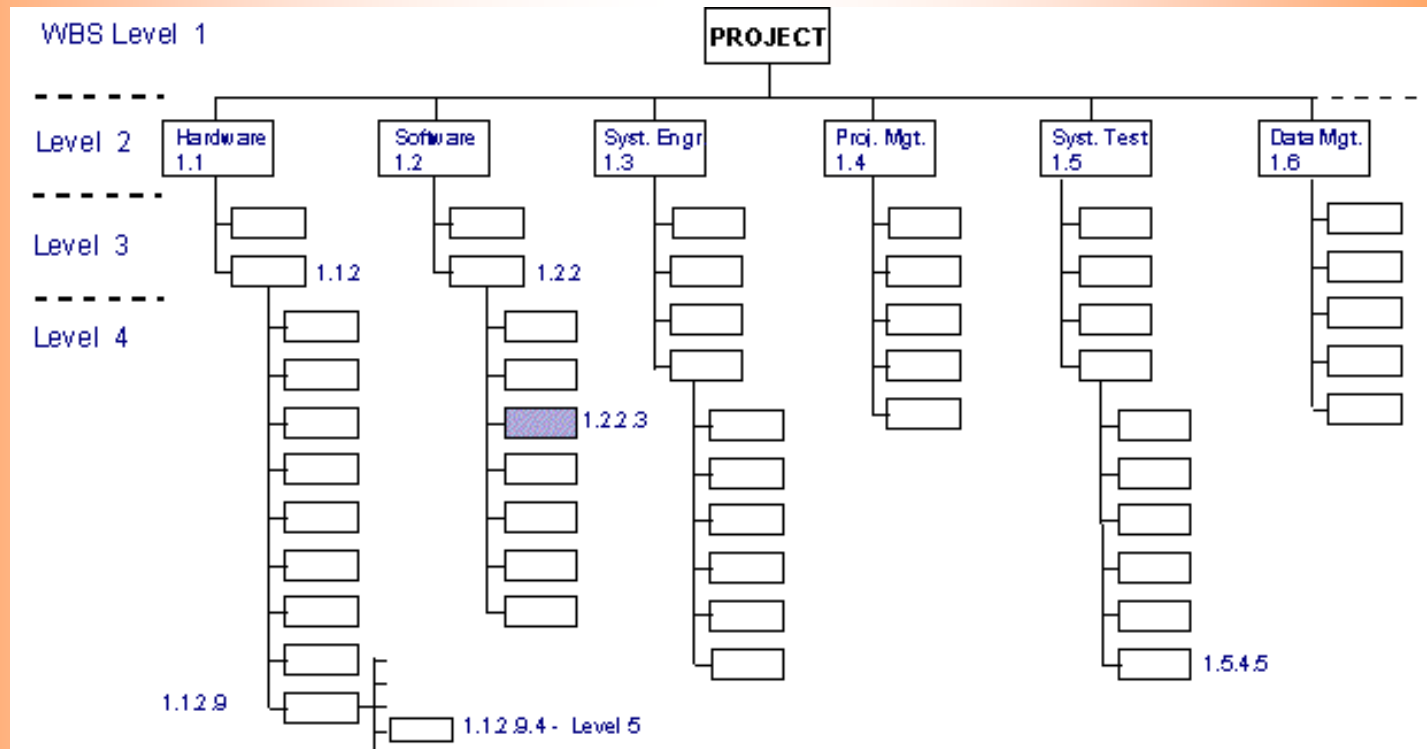 WBS Level 1
PROJECT
Level 2
Hardware
1.1
Software
1.2
Syst. Engr
1.3
Proj. Mgt.
1.4
Syst. Test
1.5
Data Mgt.
1.6
Level 3
1.1.2
1.2.2
Level 4
1.2.2.3
1.5.4.5
1.1.2.9
1.1.2.9.4 - Level 5